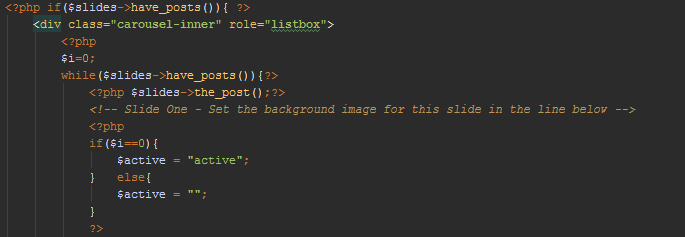 <?php if($slides->have_posts()){ ?>
<div class="carousel-inner" role="listbox">
<?php
$i=0;
while($slides->have_posts()){?>
<?php $slides->the_post();?>
<!-- Slide One - Set the background image for this slide in the line below -->
<?php
if($i==0){
$active = "active";
} else{
$active = "";
}
?>